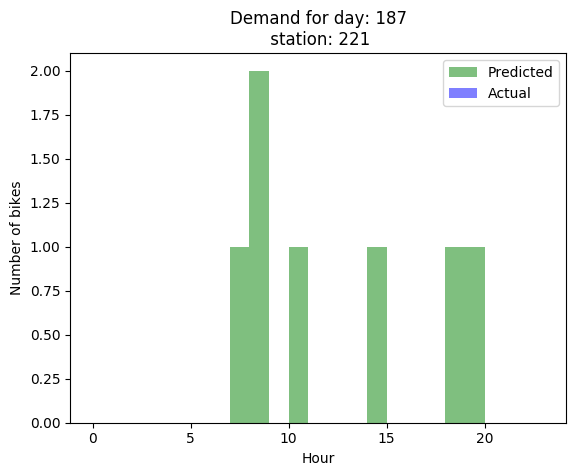 Demand for day: 187
station: 221
Predicted
Actual
2.00
1.75
1.50
1.25
1.00
0.75
0.50
0.25
0.00
Number of bikes
0 5 10 15 20
Hour